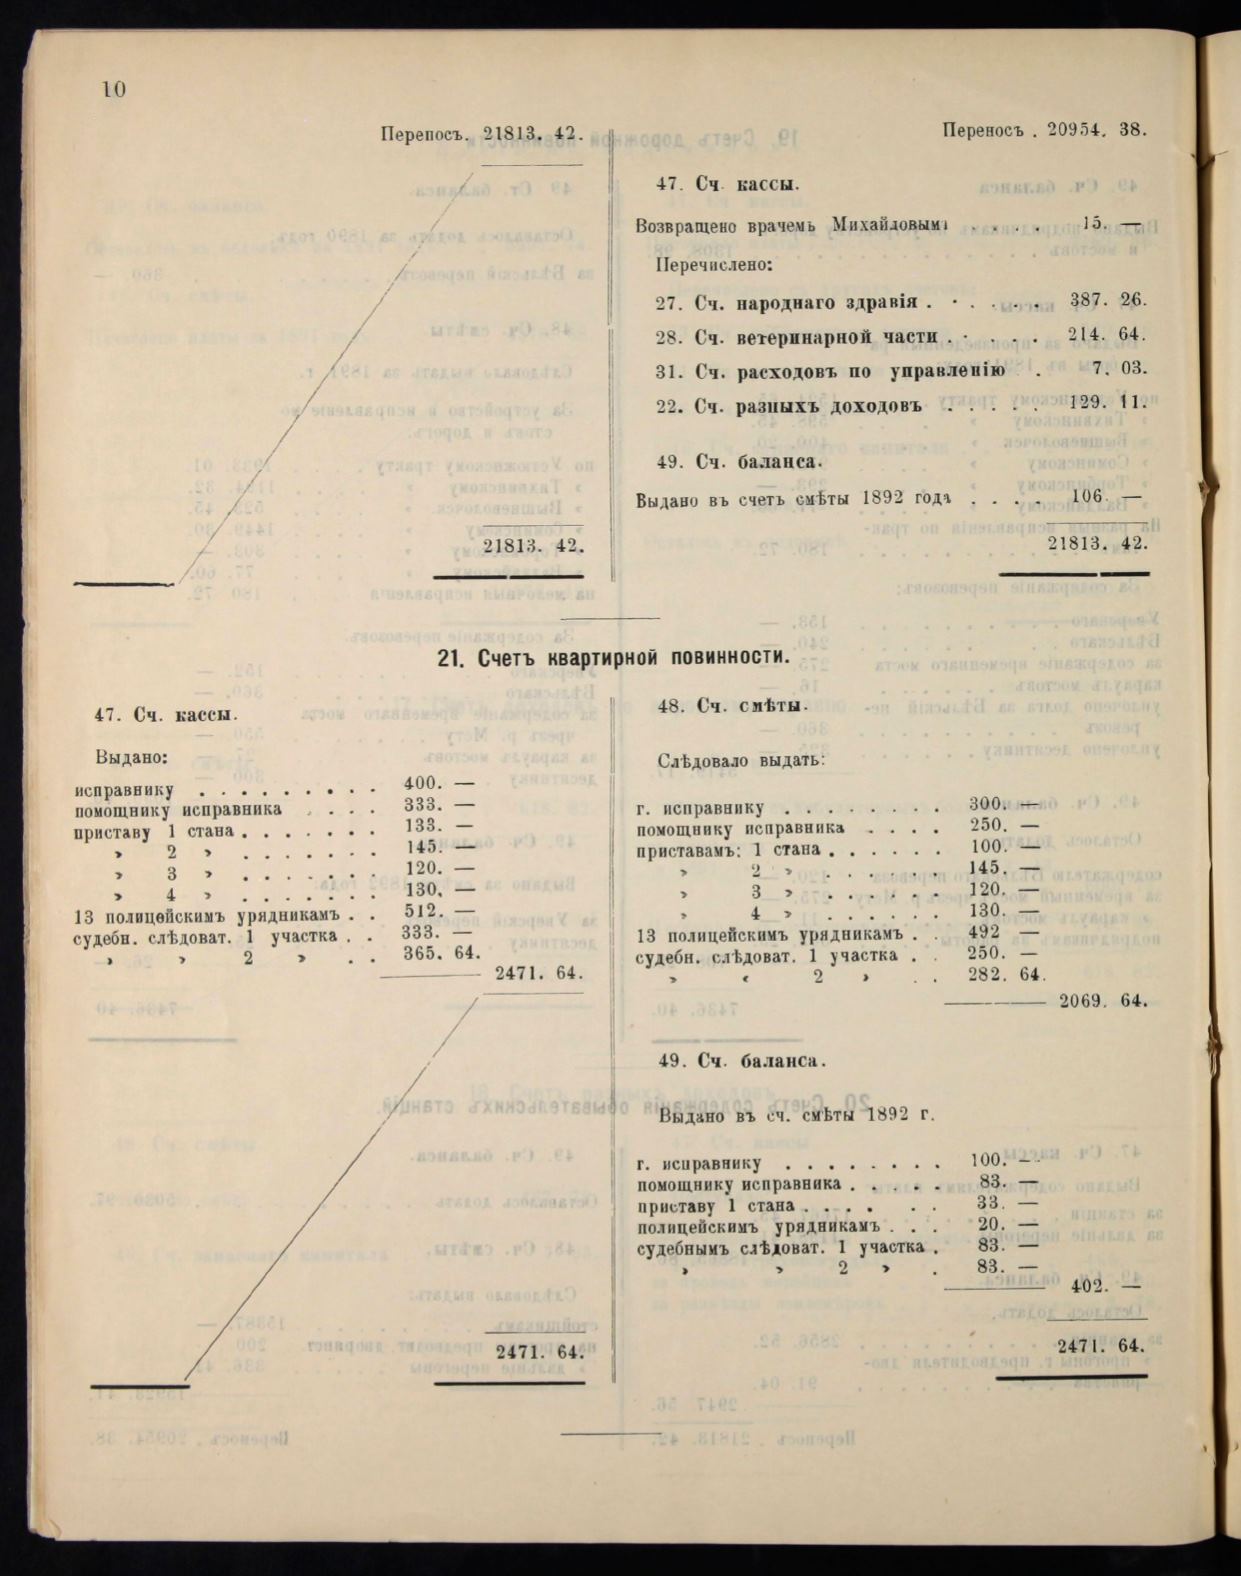 10
Переносъ. 21813. 42.
21813. 42.
Переносъ . 20954. 38.
47. Сч. кассы.
Возвращено врачемъ Михайловымъ . . . . 15. —
Перечислено:
27. Сч. народнаго здравія . . . . . . 387. 26.
28. Сч. ветеринарной части . . . . . 214. 64.
31. Сч. расходовъ по управленію . 7. 03.
22. Сч. разныхъ доходовъ . . . . . 129. 11.
49. Сч. баланса.
Выдано въ счетъ смѣты 1892 года . . . . 106. —
21813. 42.
21. Счетъ квартирной повинности.
47. Сч. кассы.
Выдано:
исправнику . . . . . . . . . 400. —
помощнику исправника . . . . 333. —
приставу 1 стана . . . . . . . 133. —
» 2 » . . . . . . . 145. —
» 3 » . . . . . . . 120. —
» 4 » . . . . . . . 130. —
13 полицейскимъ урядникамъ . . 512. —
судебн. слѣдоват. 1 участка . . 333. —
» » 2 » . . 365. 64.
2471. 64.
2471. 64.
48. Сч. смѣты.
Слѣдовало выдать:
г. исправнику . . . . . . . . 300. —
помощнику исправника . . . . 250. —
приставамъ: 1 стана . . . . . . 100. —
» 2 » . . . . . . 145. —
» 3 » . . . . . . 120. —
» 4 » . . . . . . 130. —
13 полицейскимъ урядникамъ . . 492 —
судебн. слѣдоват. 1 участка . . 250. —
» « 2 » . . 282. 64.
2069. 64.
49. Сч. баланса.
Выдано въ сч. смѣты 1892 г.
г. исправнику . . . . . . . . 100. —
помощнику исправника . . . . . 83. —
приставу 1 стана . . . . . . 33. —
полицейскимъ урядникамъ . . . 20. —
судебнымъ слѣдоват. 1 участка . 83. —
» » 2 » . 83. —
402. —
2471. 64.